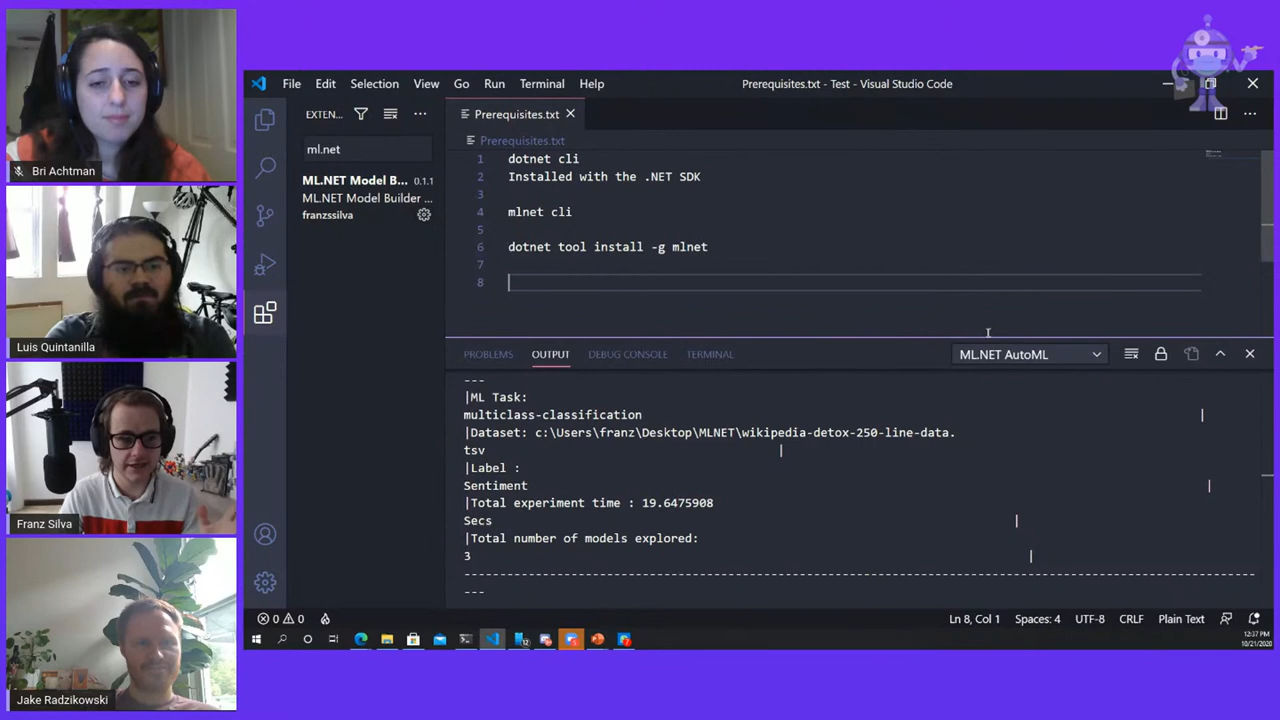 Bri Achtman
Luis Quintanilla
Franz Silva
Jake Radzikowski
File Edit Selection View Go Run Terminal Help
Prerequisites.txt - Test - Visual Studio Code
EXTEN...
ml.net
ML.NET Model B... 0.1.1
ML.NET Model Builder ...
franzssilva
Prerequisites.txt
Prerequisites.txt
1 dotnet cli
2 Installed with the .NET SDK
3
4 mlnet cli
5
6 dotnet tool install -g mlnet
7
8
PROBLEMS OUTPUT DEBUG CONSOLE TERMINAL
ML.NET AutoML
---
|ML Task:
multiclass-classification |
|Dataset: c:\Users\franz\Desktop\MLNET\wikipedia-detox-250-line-data.
tsv |
|Label :
Sentiment |
|Total experiment time : 19.6475908
Secs |
|Total number of models explored:
3 |
---------------------------------------------------------------------------------------------------------------
---
0 0
Ln 8, Col 1 Spaces: 4 UTF-8 CRLF Plain Text
12:37 PM
10/21/2020